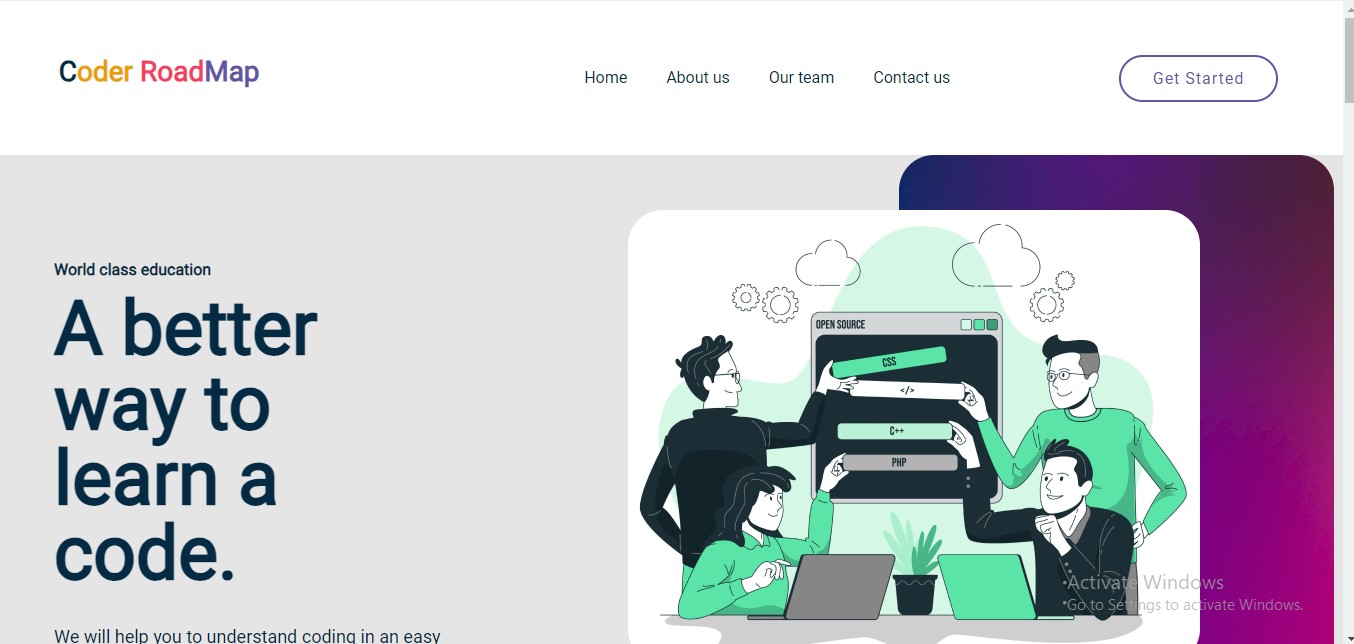 Coder RoadMap
Home About us Our team Contact us
Get Started
World class education
A better
way to
learn a
code.
We will help you to understand coding in an easy
OPEN SOURCE
CSS
</>
C++
PHP
Activate Windows
Go to Settings to activate Windows.